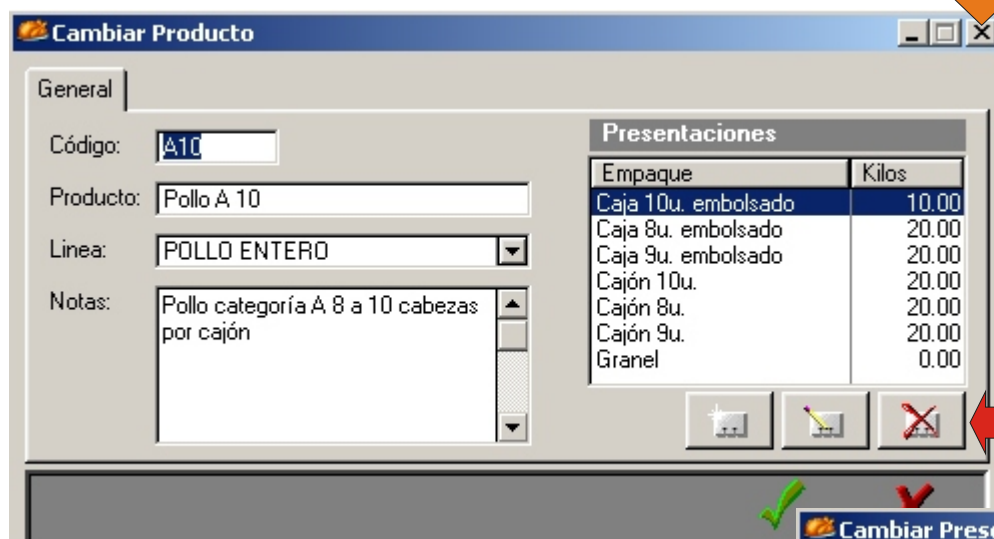 Cambiar Producto
General
Código: A10
Producto: Pollo A 10
Linea: POLLO ENTERO
Notas: Pollo categoría A 8 a 10 cabezas
por cajón
Presentaciones
Empaque Kilos
Caja 10u. embolsado 10.00
Caja 8u. embolsado 20.00
Caja 9u. embolsado 20.00
Cajón 10u. 20.00
Cajón 8u. 20.00
Cajón 9u. 20.00
Granel 0.00
Cambiar Pres